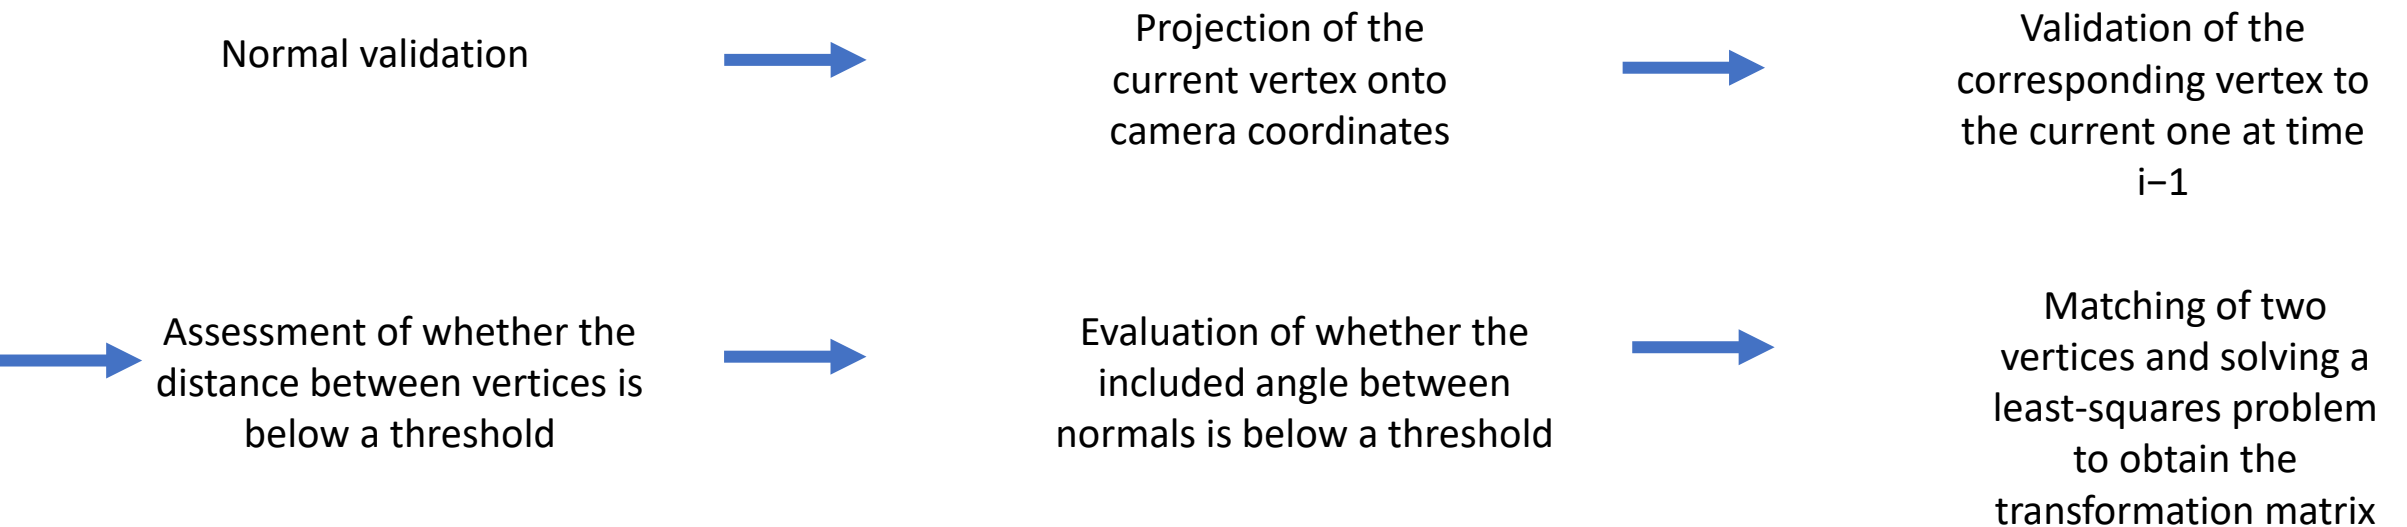 Normal validation
Projection of the
current vertex onto
camera coordinates
Validation of the
corresponding vertex to
the current one at time
i−1
Assessment of whether the
distance between vertices is
below a threshold
Evaluation of whether the
included angle between
normals is below a threshold
Matching of two
vertices and solving a
least-squares problem
to obtain the
transformation matrix